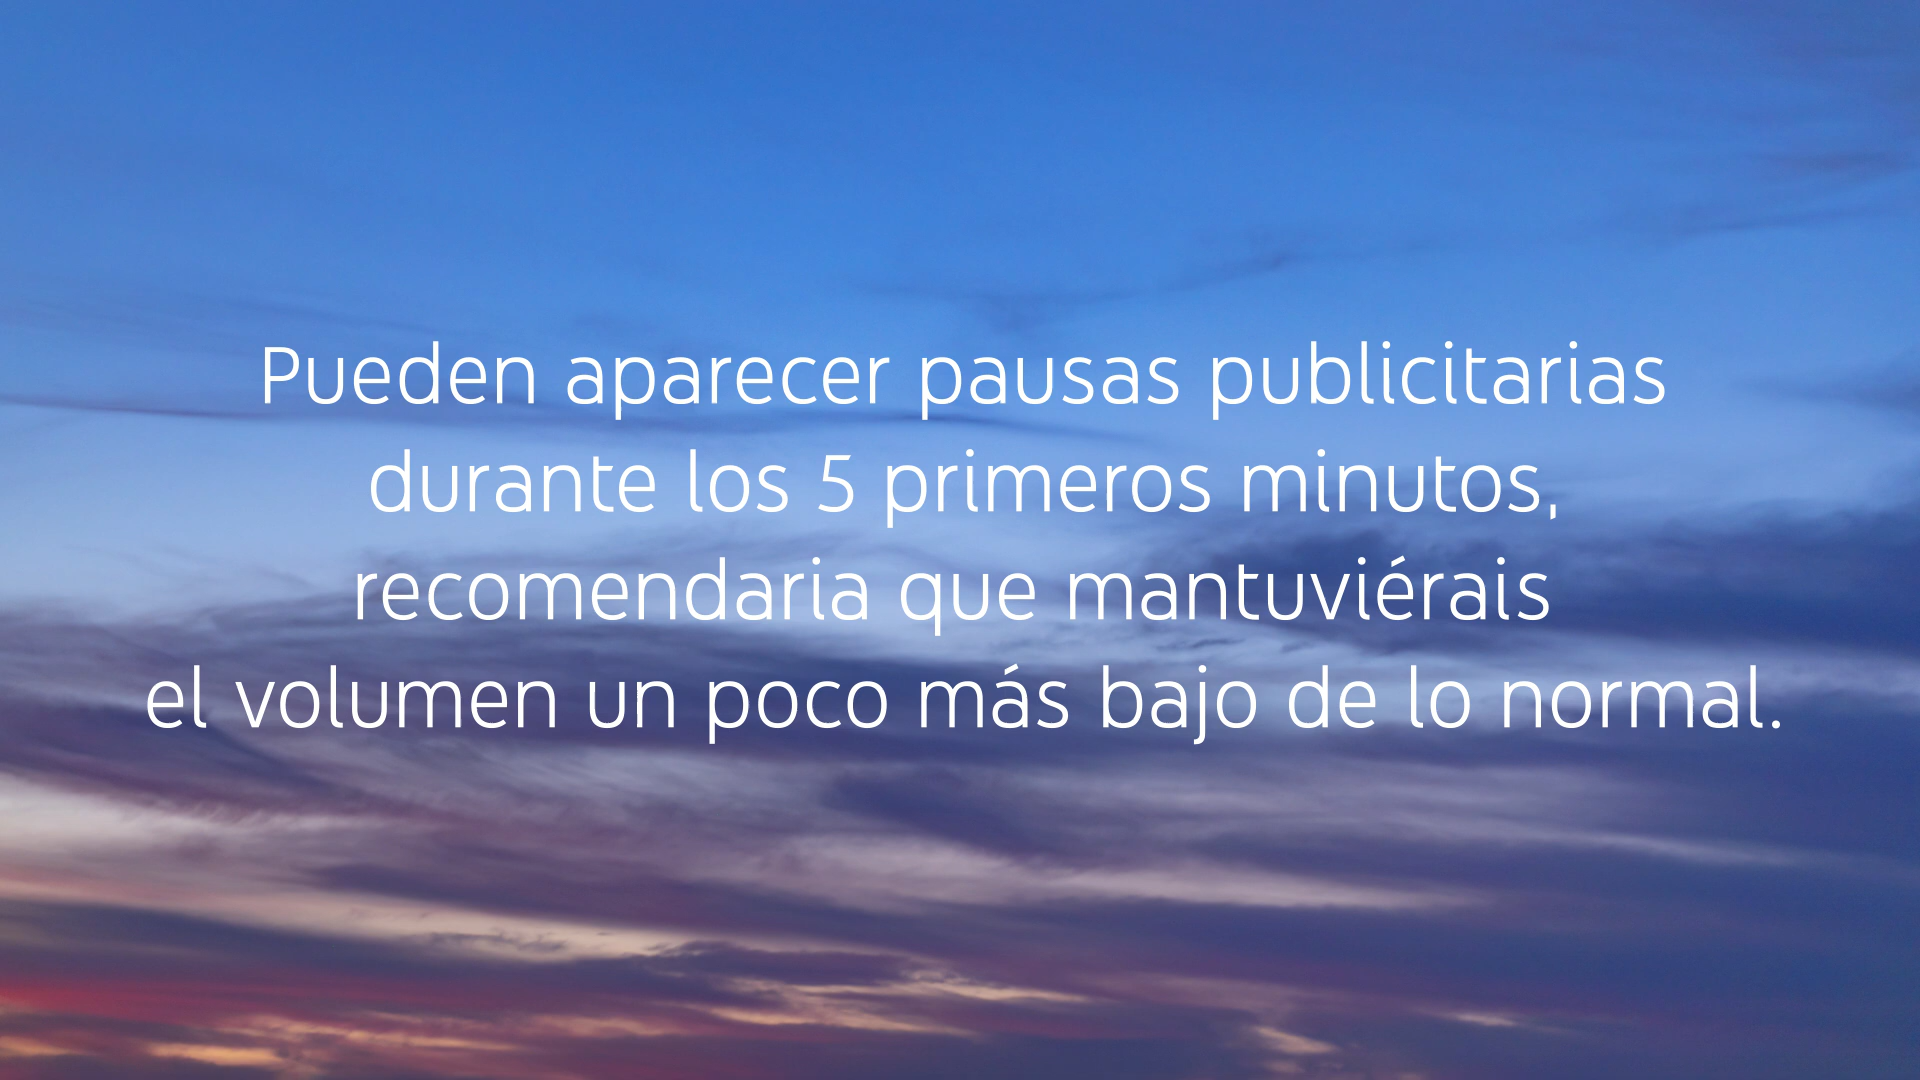 Pueden aparecer pausas publicitarias
durante los 5 primeros minutos,
recomendaria que mantuviérais
el volumen un poco más bajo de lo normal.